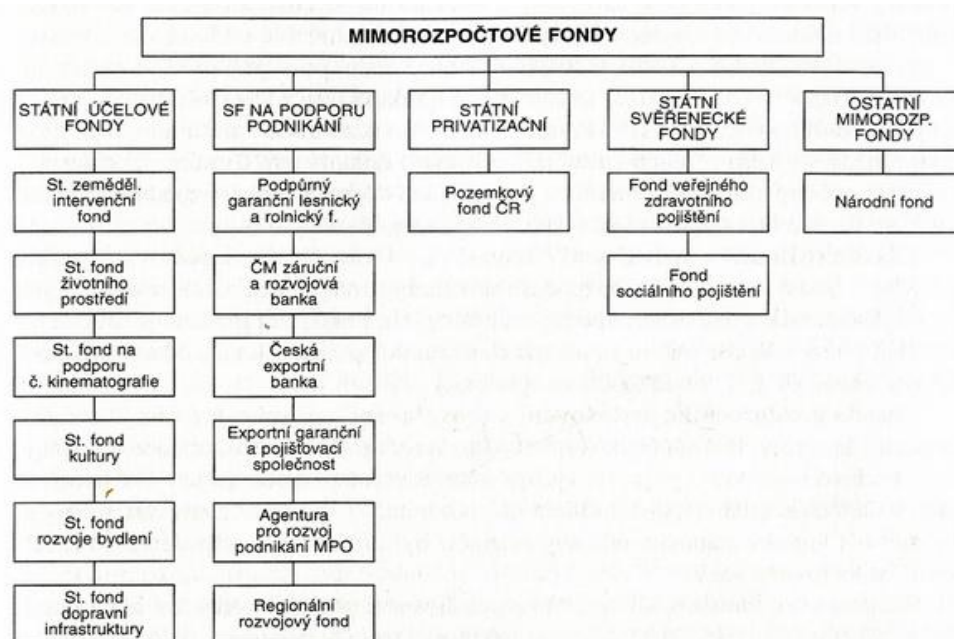 MIMOROZPOČTOVÉ FONDY
STÁTNÍ ÚČELOVÉ
FOUDY
St. zeměděl.
intervenční
fond
St. fond
životního
prostředí
St. fond na
podporu
č. kinematografie
St. fond
kultury
St. fond
rozvoje bydlení
St. fond
dopravní
infrastruktury
SF NA PODPORU
PODNIKÁNÍ
Podpůrný
garanční lesnický
a rolnický f.
ČM záruční
a rozvojová
banka
Česká
exportní
banka
Exportní garanční
a pojišťovací
společnost
Agentura
pro rozvoj
podnikání MPO
Regionální
rozvojový fond
STÁTNÍ
PRIVATIZAČNÍ
Pozemkový
fond ČR
STÁTNÍ
SVĚŘENECKÉ
FONDY
Fond veřejného
zdravotního
pojištění
Fond
sociálního pojištění
OSTATNÍ
MIMOROZP.
FONDY
Národní fond